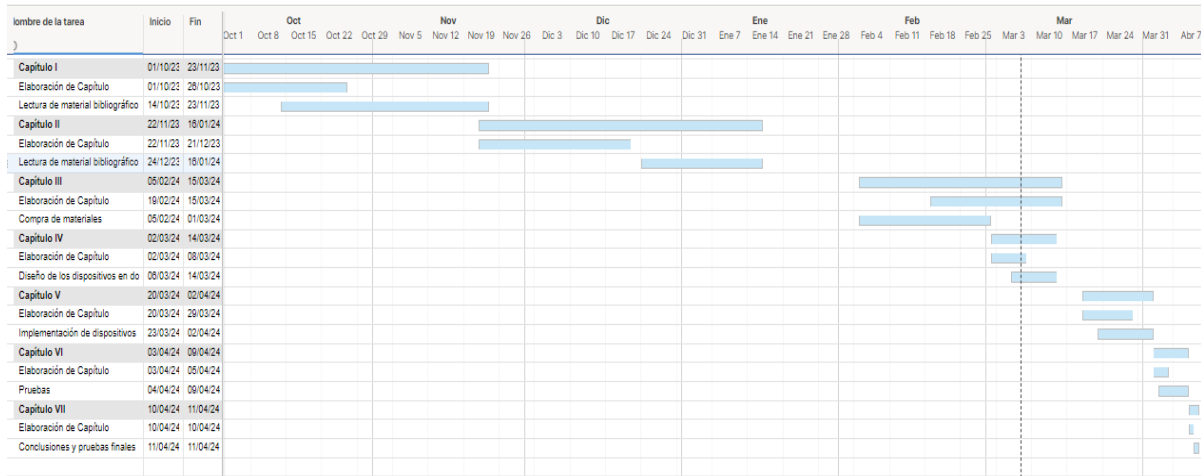 lombre de la tarea Inicio Fin Oct Nov Dic Ene Feb Mar
Oct 1 Oct 8 Oct 15 Oct 22 Oct 29 Nov 5 Nov 12 Nov 19 Nov 26 Dic 3 Dic 10 Dic 17 Dic 24 Dic 31 Ene 7 Ene 14 Ene 21 Ene 28 Feb 4 Feb 11 Feb 18 Feb 25 Mar 3 Mar 10 Mar 17 Mar 24 Mar 31 Abr 7
Capítulo I 01/10/23 23/11/23
Elaboración de Capítulo 01/10/23 26/10/23
Lectura de material bibliográfico 14/10/23 23/11/23
Capítulo II 22/11/23 16/01/24
Elaboración de Capítulo 22/11/23 21/12/23
Lectura de material bibliográfico 24/12/23 16/01/24
Capítulo III 05/02/24 15/03/24
Elaboración de Capítulo 19/02/24 15/03/24
Compra de materiales 05/02/24 01/03/24
Capítulo IV 02/03/24 14/03/24
Elaboración de Capítulo 02/03/24 08/03/24
Diseño de los dispositivos en do 06/03/24 14/03/24
Capítulo V 20/03/24 02/04/24
Elaboración de Capítulo 20/03/24 29/03/24
Implementación de dispositivos 23/03/24 02/04/24
Capítulo VI 03/04/24 09/04/24
Elaboración de Capítulo 03/04/24 05/04/24
Pruebas 04/04/24 09/04/24
Capítulo VII 10/04/24 11/04/24
Elaboración de Capítulo 10/04/24 10/04/24
Conclusiones y pruebas finales 11/04/24 11/04/24